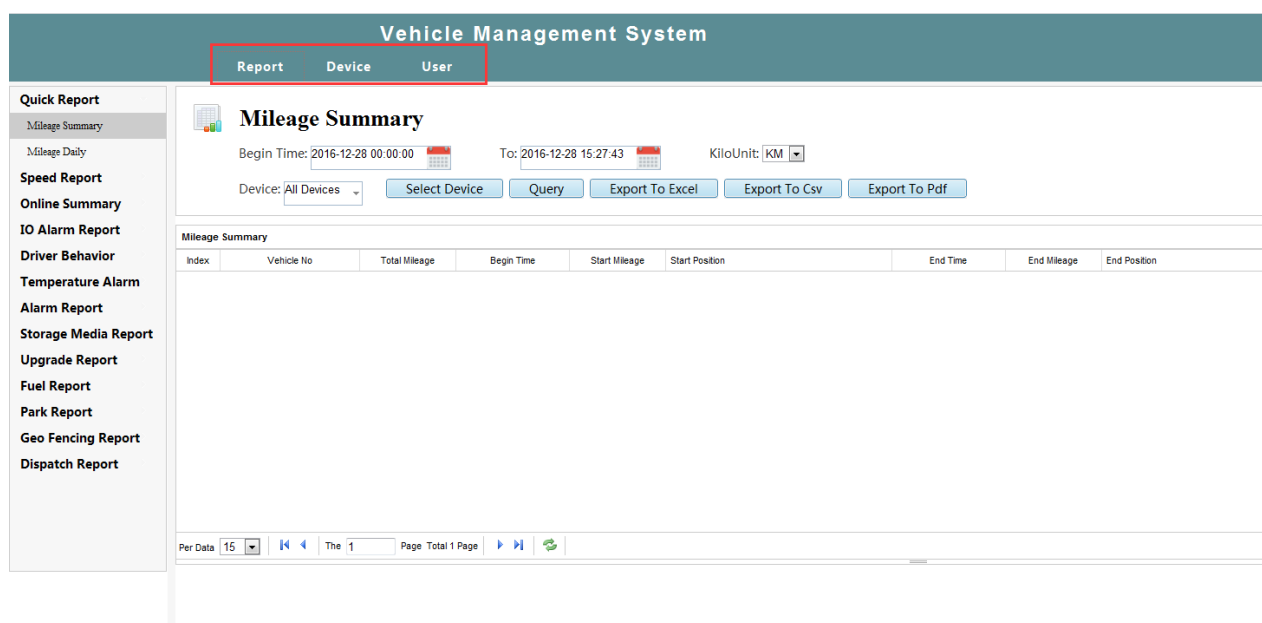 Vehicle Management System
Report Device User
Quick Report
Mileage Summary
Mileage Daily
Speed Report
Online Summary
IO Alarm Report
Driver Behavior
Temperature Alarm
Alarm Report
Storage Media Report
Upgrade Report
Fuel Report
Park Report
Geo Fencing Report
Dispatch Report
Mileage Summary
Begin Time: 2016-12-28 00:00:00 To: 2016-12-28 15:27:43 KiloUnit: KM
Device: All Devices Select Device Query Export To Excel Export To Csv Export To Pdf
Mileage Summary
Index Vehicle No Total Mileage Begin Time Start Mileage Start Position End Time End Mileage End Position
Per Data 15 The 1 Page Total 1 Page